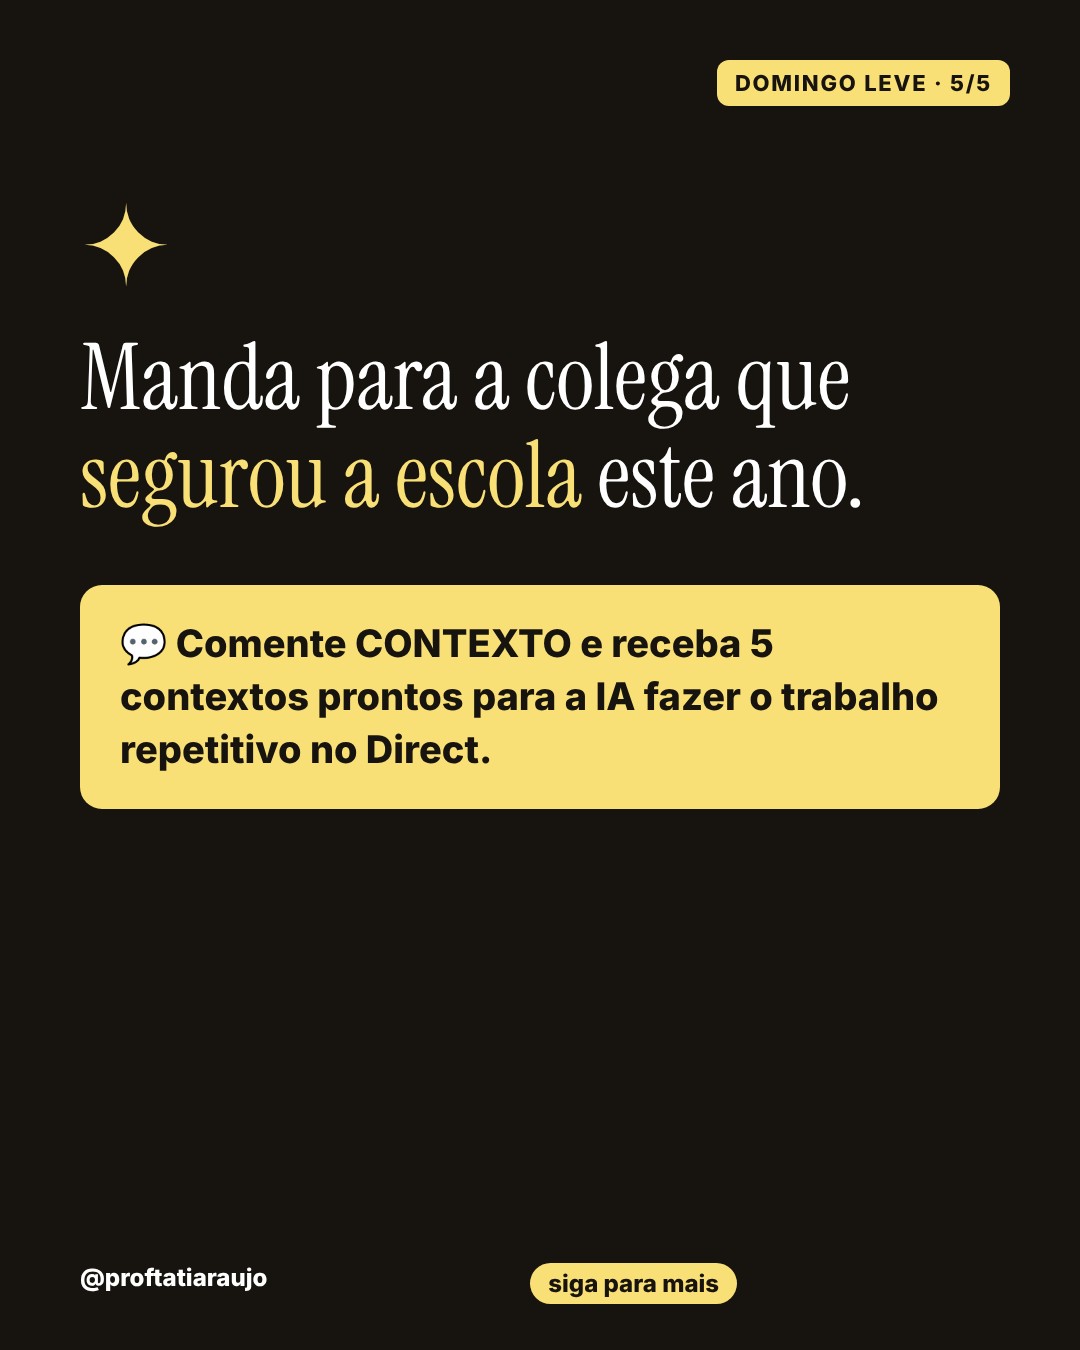 DOMINGO LEVE · 5/5
Manda para a colega que
segurou a escola este ano.
💬 Comente CONTEXTO e receba 5
contextos prontos para a IA fazer o trabalho
repetitivo no Direct.
@proftatiaraujo
siga para mais